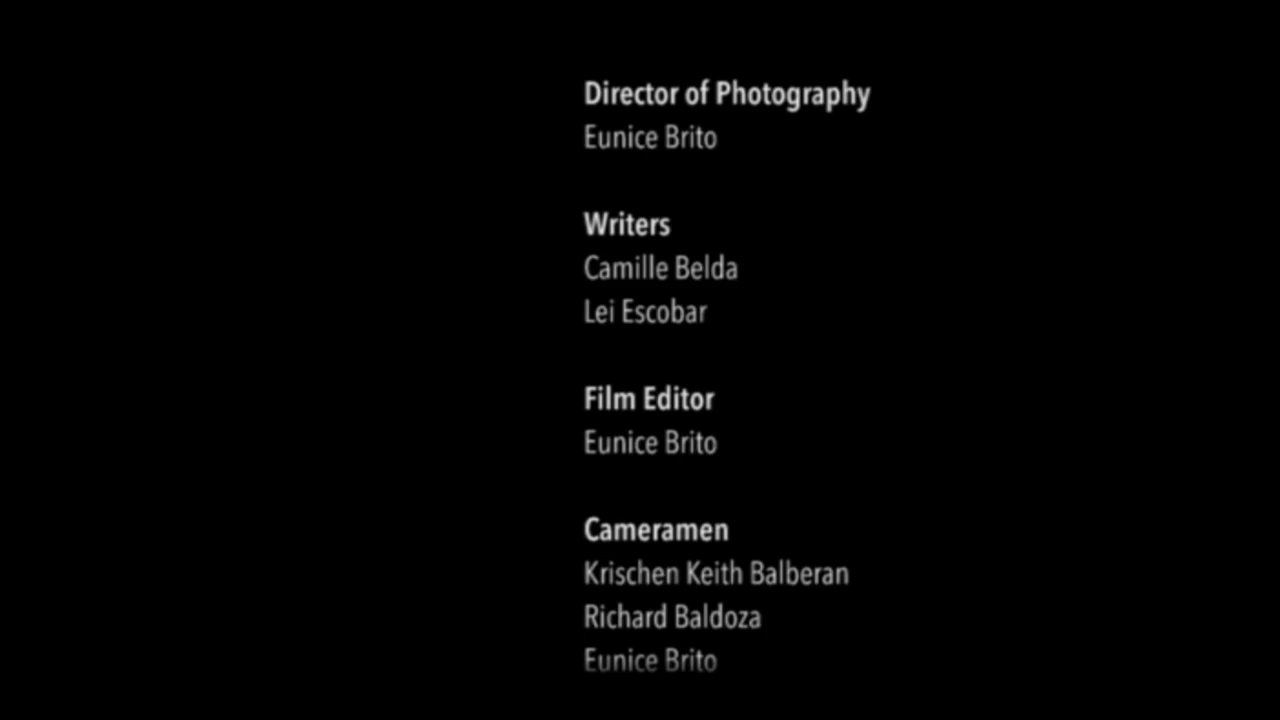 Director of Photography
Eunice Brito
Writers
Camille Belda
Lei Escobar
Film Editor
Eunice Brito
Cameramen
Krischen Keith Balberan
Richard Baldoza
Eunice Brito